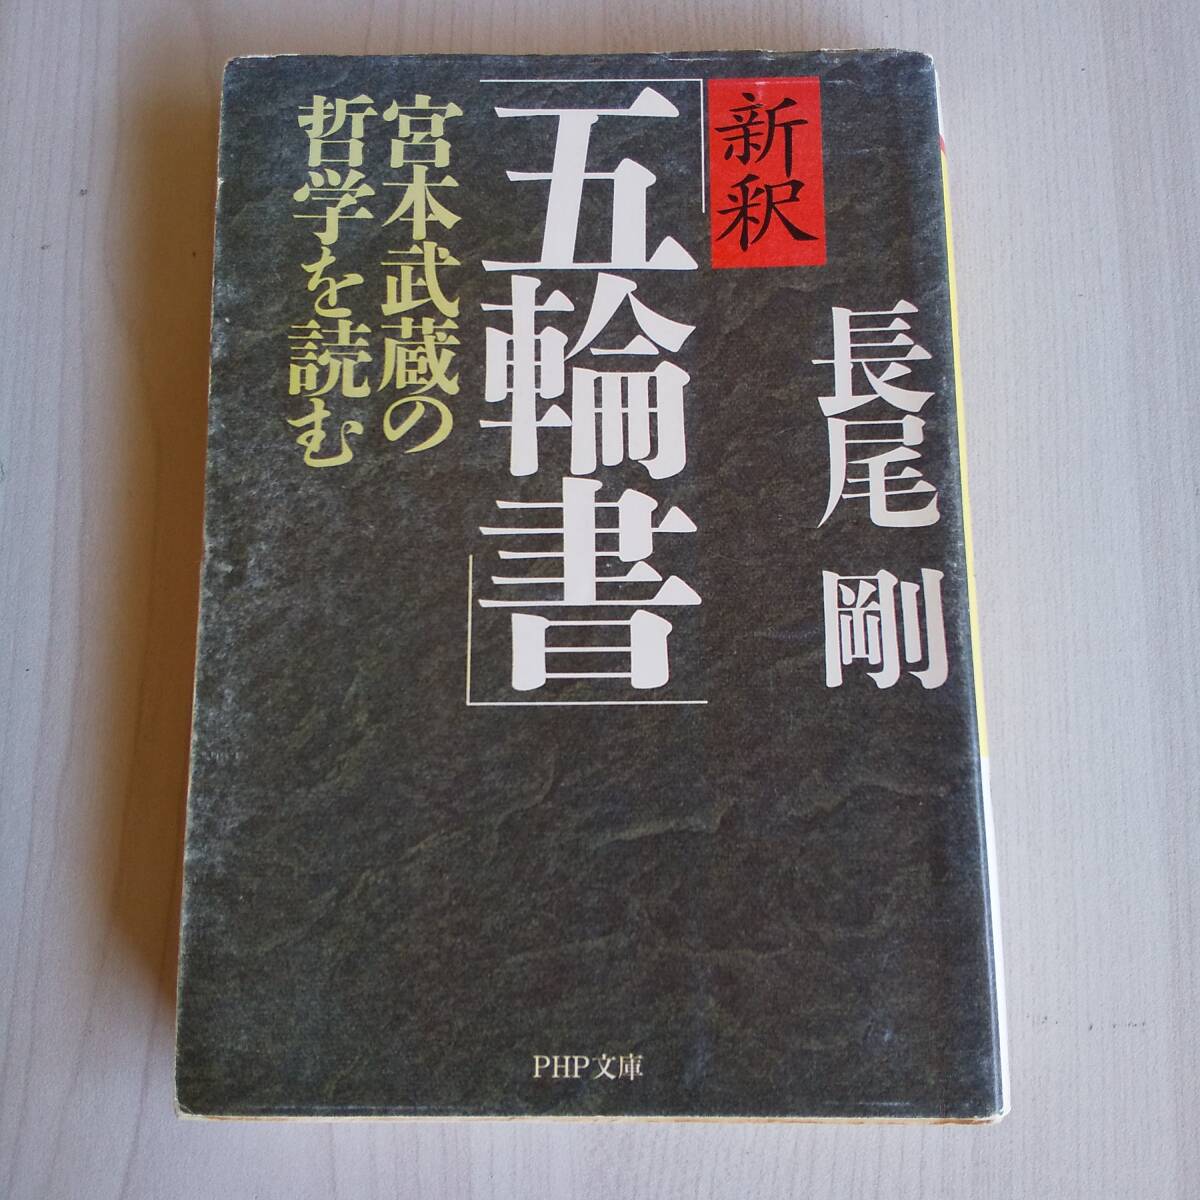 長尾 剛
新釈
「五輪書」
宮本武蔵の
哲学を読む
PHP文庫